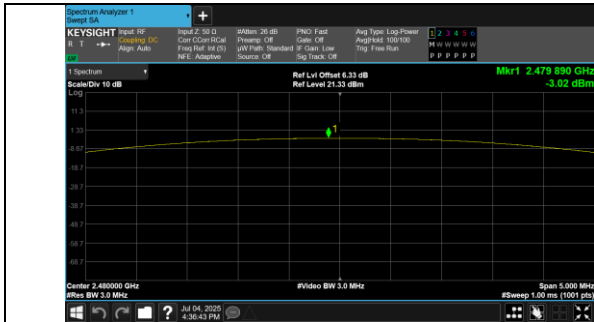 Spectrum Analyzer 1
Swept SA
KEYSIGHT
R T
Input: RF
Coupling: DC
Align: Auto
Input Z: 50 Ω
Corr CCorr RCal
Freq Ref: Int (S)
NFE: Adaptive
#Atten: 26 dB
Preamp: Off
µW Path: Standard
Source: Off
PNO: Fast
Gate: Off
IF Gain: Low
Sig Track: Off
Avg Type: Log-Power
Avg|Hold: 100/100
Trig: Free Run
1 2 3 4 5 6
M W W W W W
P P P P P P
1 Spectrum
Scale/Div 10 dB
Log
Ref Lvl Offset 6.33 dB
Ref Level 21.33 dBm
Mkr1 2.479 890 GHz
-3.02 dBm
11.3
1.33
-8.67
-18.7
-28.7
-38.7
-48.7
-58.7
-68.7
1
Center 2.480000 GHz
#Res BW 3.0 MHz
#Video BW 3.0 MHz
Span 5.000 MHz
#Sweep 1.00 ms (1001 pts)
?
Jul 04, 2025
4:36:43 PM